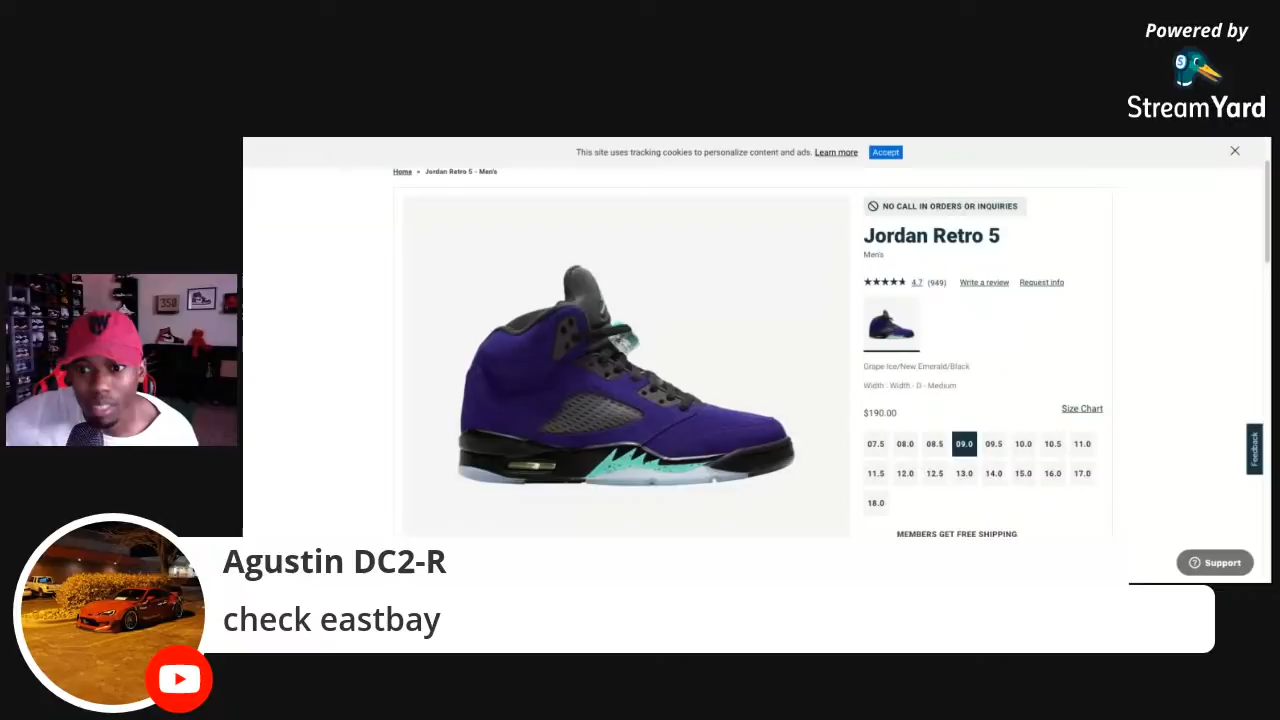 Powered by
StreamYard
This site uses tracking cookies to personalize content and ads. Learn more
Accept
Home • Jordan Retro 5 - Men's
NO CALL IN ORDERS OR INQUIRIES
Jordan Retro 5
Men's
4.7 (949) Write a review Request info
Grape Ice/New Emerald/Black
Width - Width - D - Medium
$190.00
Size Chart
07.5 08.0 08.5 09.0 09.5 10.0 10.5 11.0
11.5 12.0 12.5 13.0 14.0 15.0 16.0 17.0
18.0
MEMBERS GET FREE SHIPPING
Feedback
Support
350
Agustin DC2-R
check eastbay